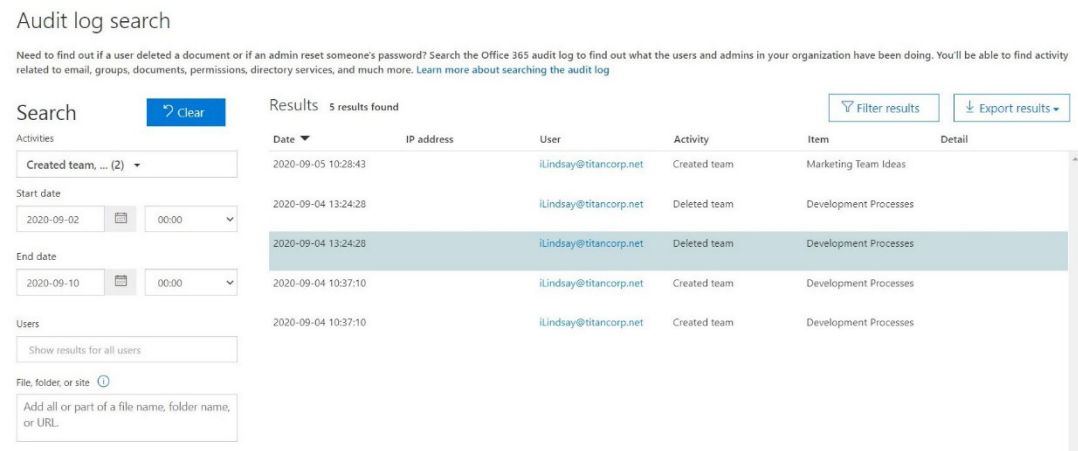 Audit log search
Need to find out if a user deleted a document or if an admin reset someone's password? Search the Office 365 audit log to find out what the users and admins in your organization have been doing. You'll be able to find activity
related to email, groups, documents, permissions, directory services, and much more. Learn more about searching the audit log
Search
Clear
Activities
Created team, ... (2)
Start date
2020-09-02 00:00
End date
2020-09-10 00:00
Users
Show results for all users
File, folder, or site
Add all or part of a file name, folder name,
or URL.
Results 5 results found
Filter results
Export results
Date IP address User Activity Item Detail
2020-09-05 10:28:43 iLindsay@titancorp.net Created team Marketing Team Ideas
2020-09-04 13:24:28 iLindsay@titancorp.net Deleted team Development Processes
2020-09-04 13:24:28 iLindsay@titancorp.net Deleted team Development Processes
2020-09-04 10:37:10 iLindsay@titancorp.net Created team Development Processes
2020-09-04 10:37:10 iLindsay@titancorp.net Created team Development Processes